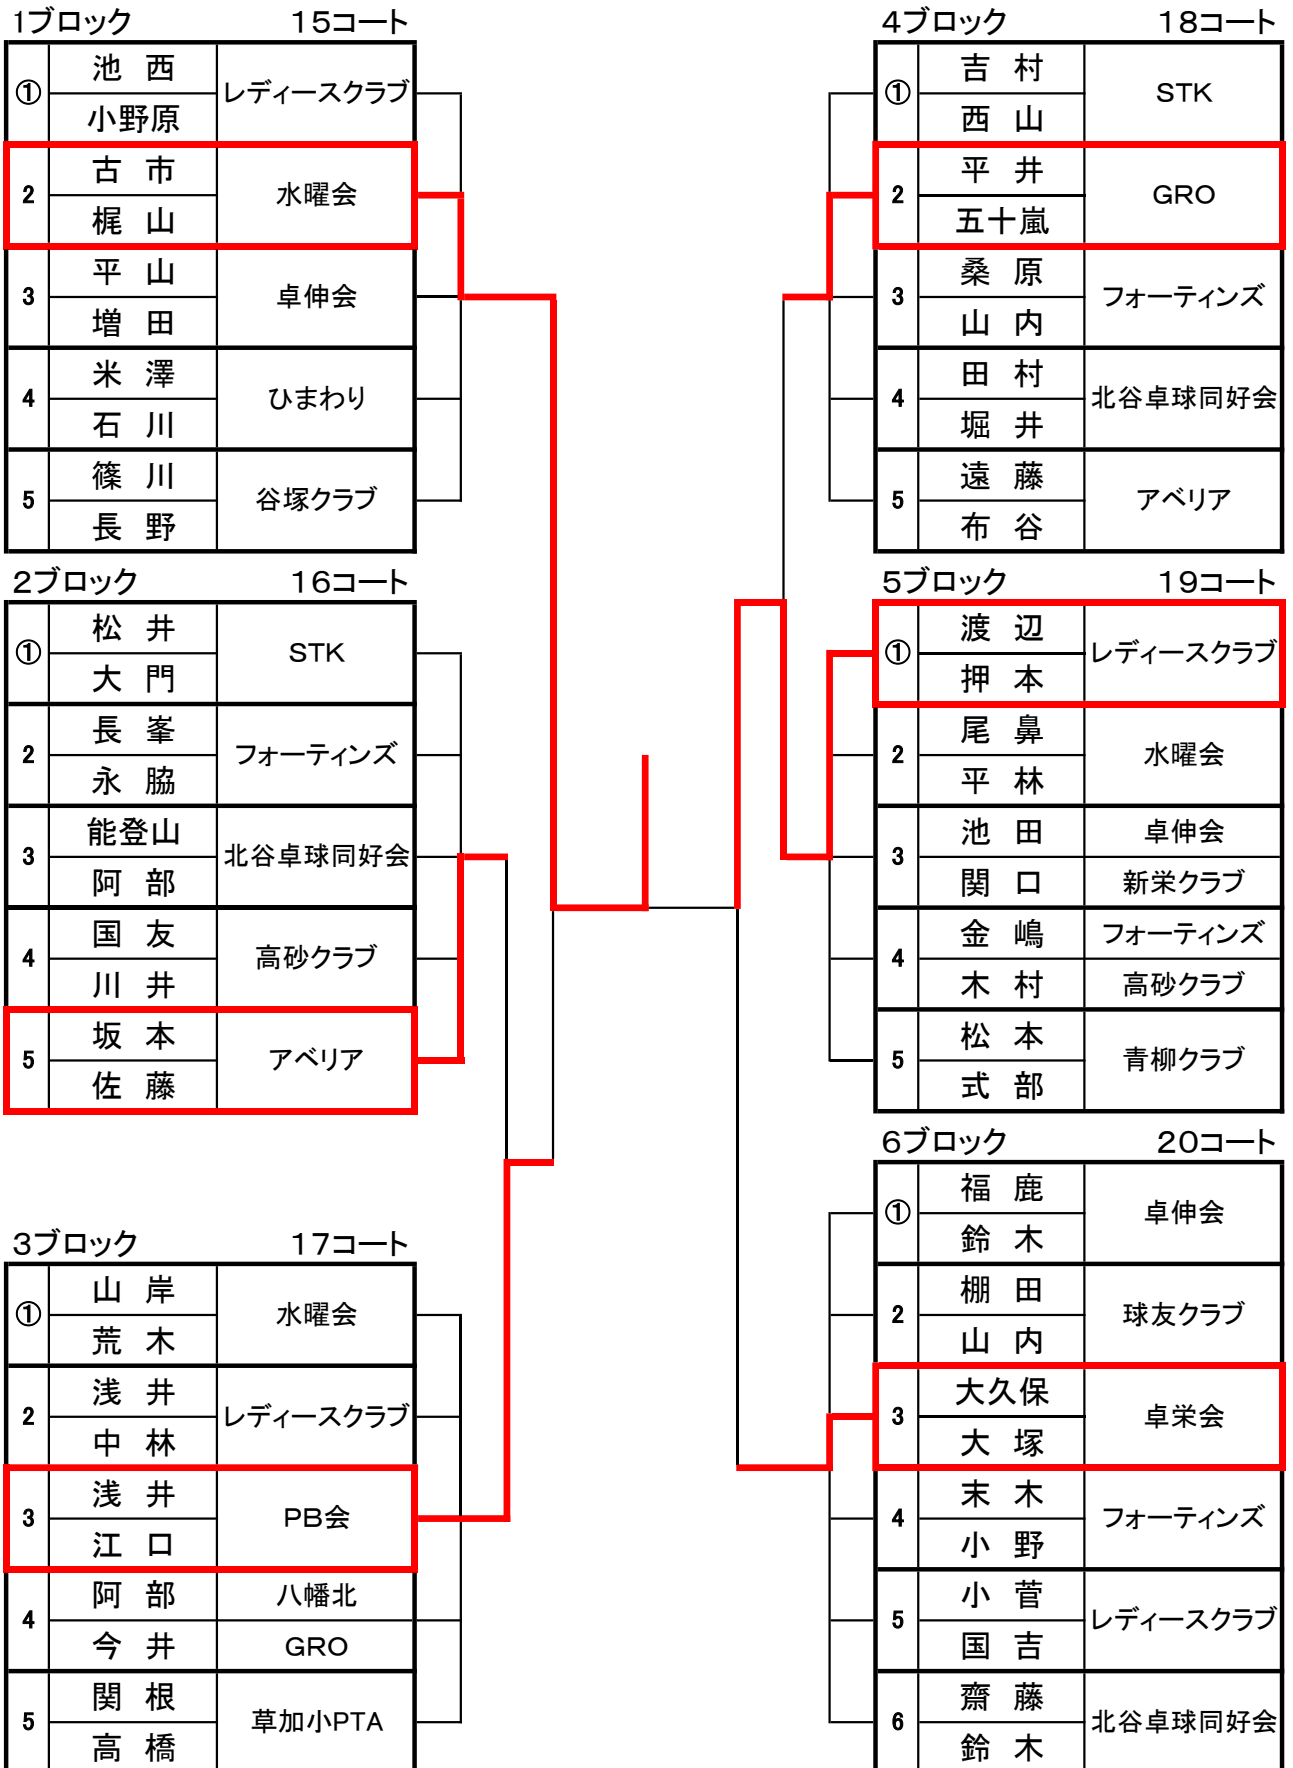 1ブロック 15コート
① 池 西 レディースクラブ
小野原
2 古 市 水曜会
梶 山
3 平 山 卓伸会
増 田
4 米 澤 ひまわり
石 川
5 篠 川 谷塚クラブ
長 野
2ブロック 16コート
① 松 井 STK
大 門
2 長 峯 フォーティンズ
永 脇
3 能登山 北谷卓球同好会
阿 部
4 国 友 高砂クラブ
川 井
5 坂 本 アベリア
佐 藤
3ブロック 17コート
① 山 岸 水曜会
荒 木
2 浅 井 レディースクラブ
中 林
3 浅 井 PB会
江 口
4 阿 部 八幡北
今 井 GRO
5 関 根 草加小PTA
高 橋
4ブロック 18コート
① 吉 村 STK
西 山
2 平 井 GRO
五十嵐
3 桑 原 フォーティンズ
山 内
4 田 村 北谷卓球同好会
堀 井
5 遠 藤 アベリア
布 谷
5ブロック 19コート
① 渡 辺 レディースクラブ
押 本
2 尾 鼻 水曜会
平 林
3 池 田 卓伸会
関 口 新栄クラブ
4 金 嶋 フォーティンズ
木 村 高砂クラブ
5 松 本 青柳クラブ
式 部
6ブロック 20コート
① 福 鹿 卓伸会
鈴 木
2 棚 田 球友クラブ
山 内
3 大久保 卓栄会
大 塚
4 末 木 フォーティンズ
小 野
5 小 菅 レディースクラブ
国 吉
6 齋 藤 北谷卓球同好会
鈴 木